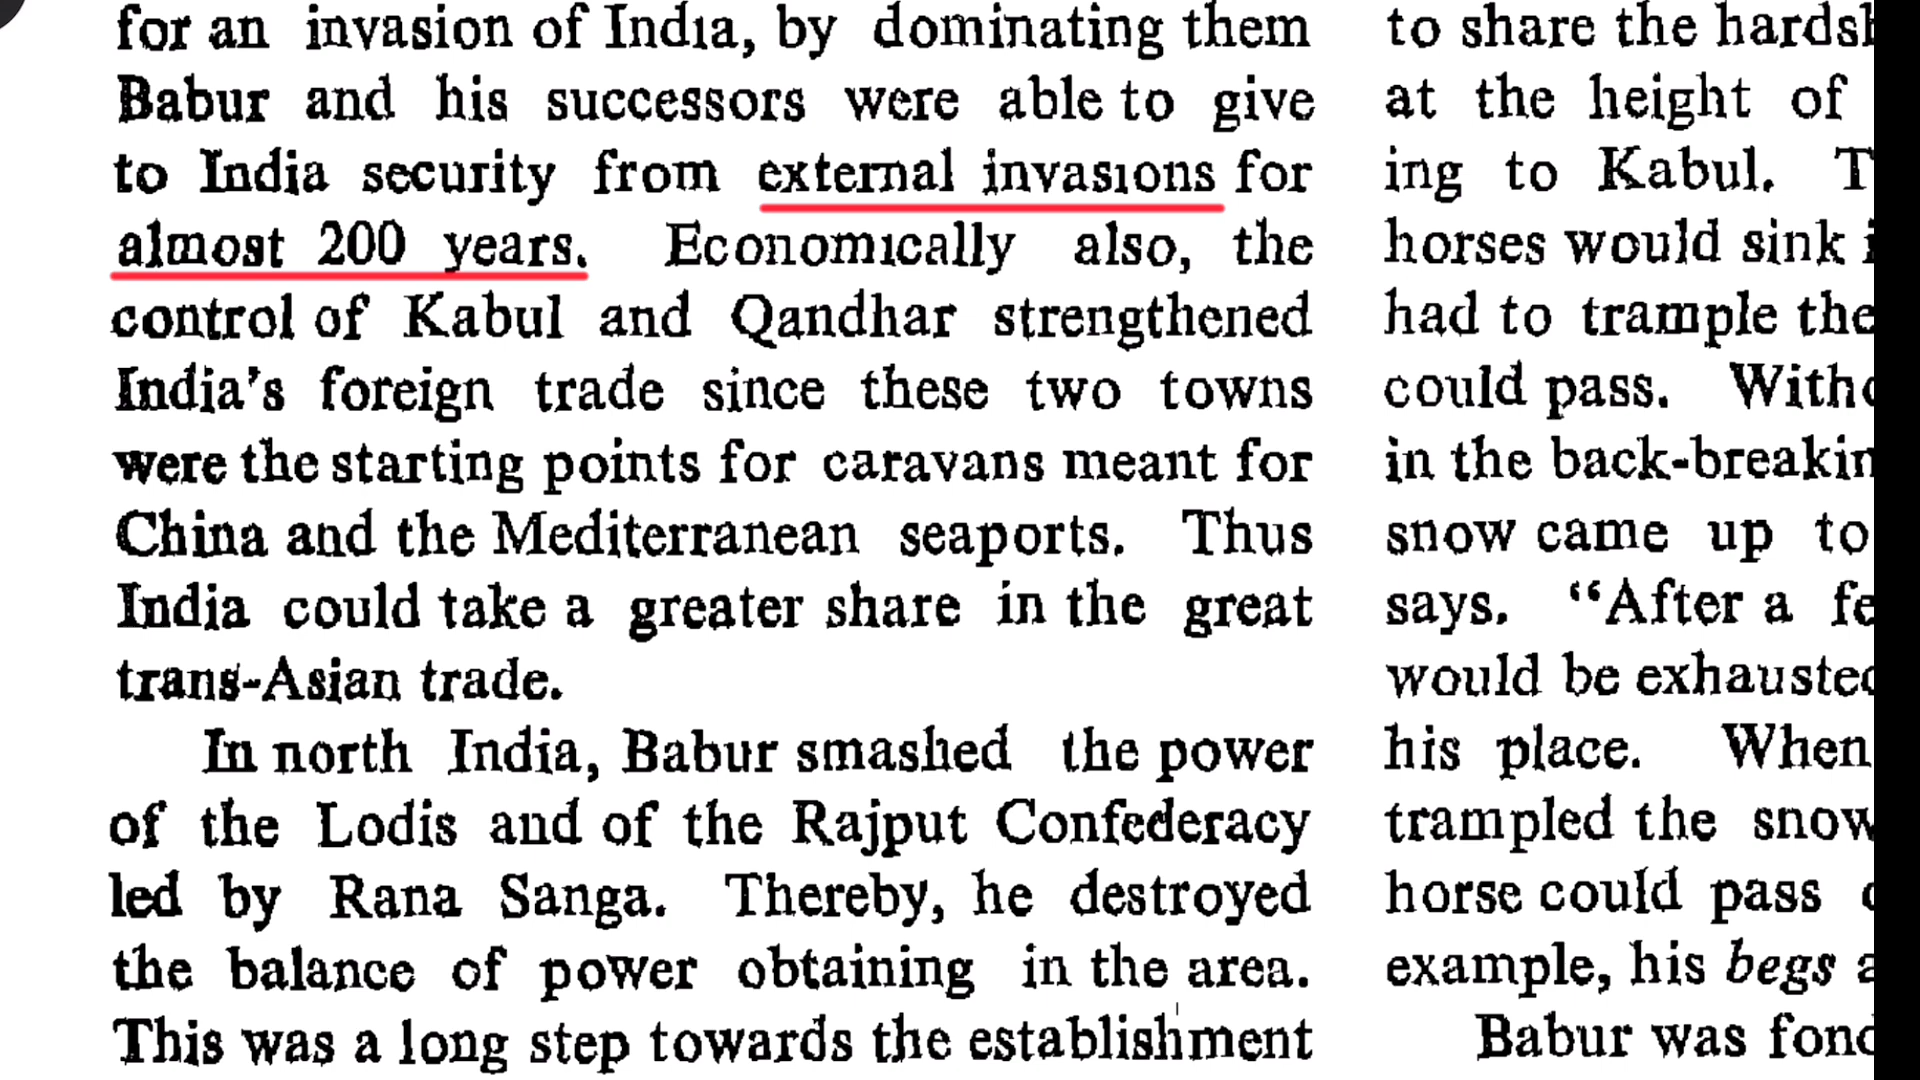 for an invasion of India, by dominating them
Babur and his successors were able to give
to India security from external invasions for
almost 200 years. Economically also, the
control of Kabul and Qandhar strengthened
India's foreign trade since these two towns
were the starting points for caravans meant for
China and the Mediterranean seaports. Thus
India could take a greater share in the great
trans-Asian trade.
In north India, Babur smashed the power
of the Lodis and of the Rajput Confederacy
led by Rana Sanga. Thereby, he destroyed
the balance of power obtaining in the area.
This was a long step towards the establishment
to share the
at the height of
ing to Kabul.
horses would sink
had to trample the
could pass.
in the
snow came up to
says. “After a
would be
his place. When
trampled the
horse could pass
example, his begs
Babur was